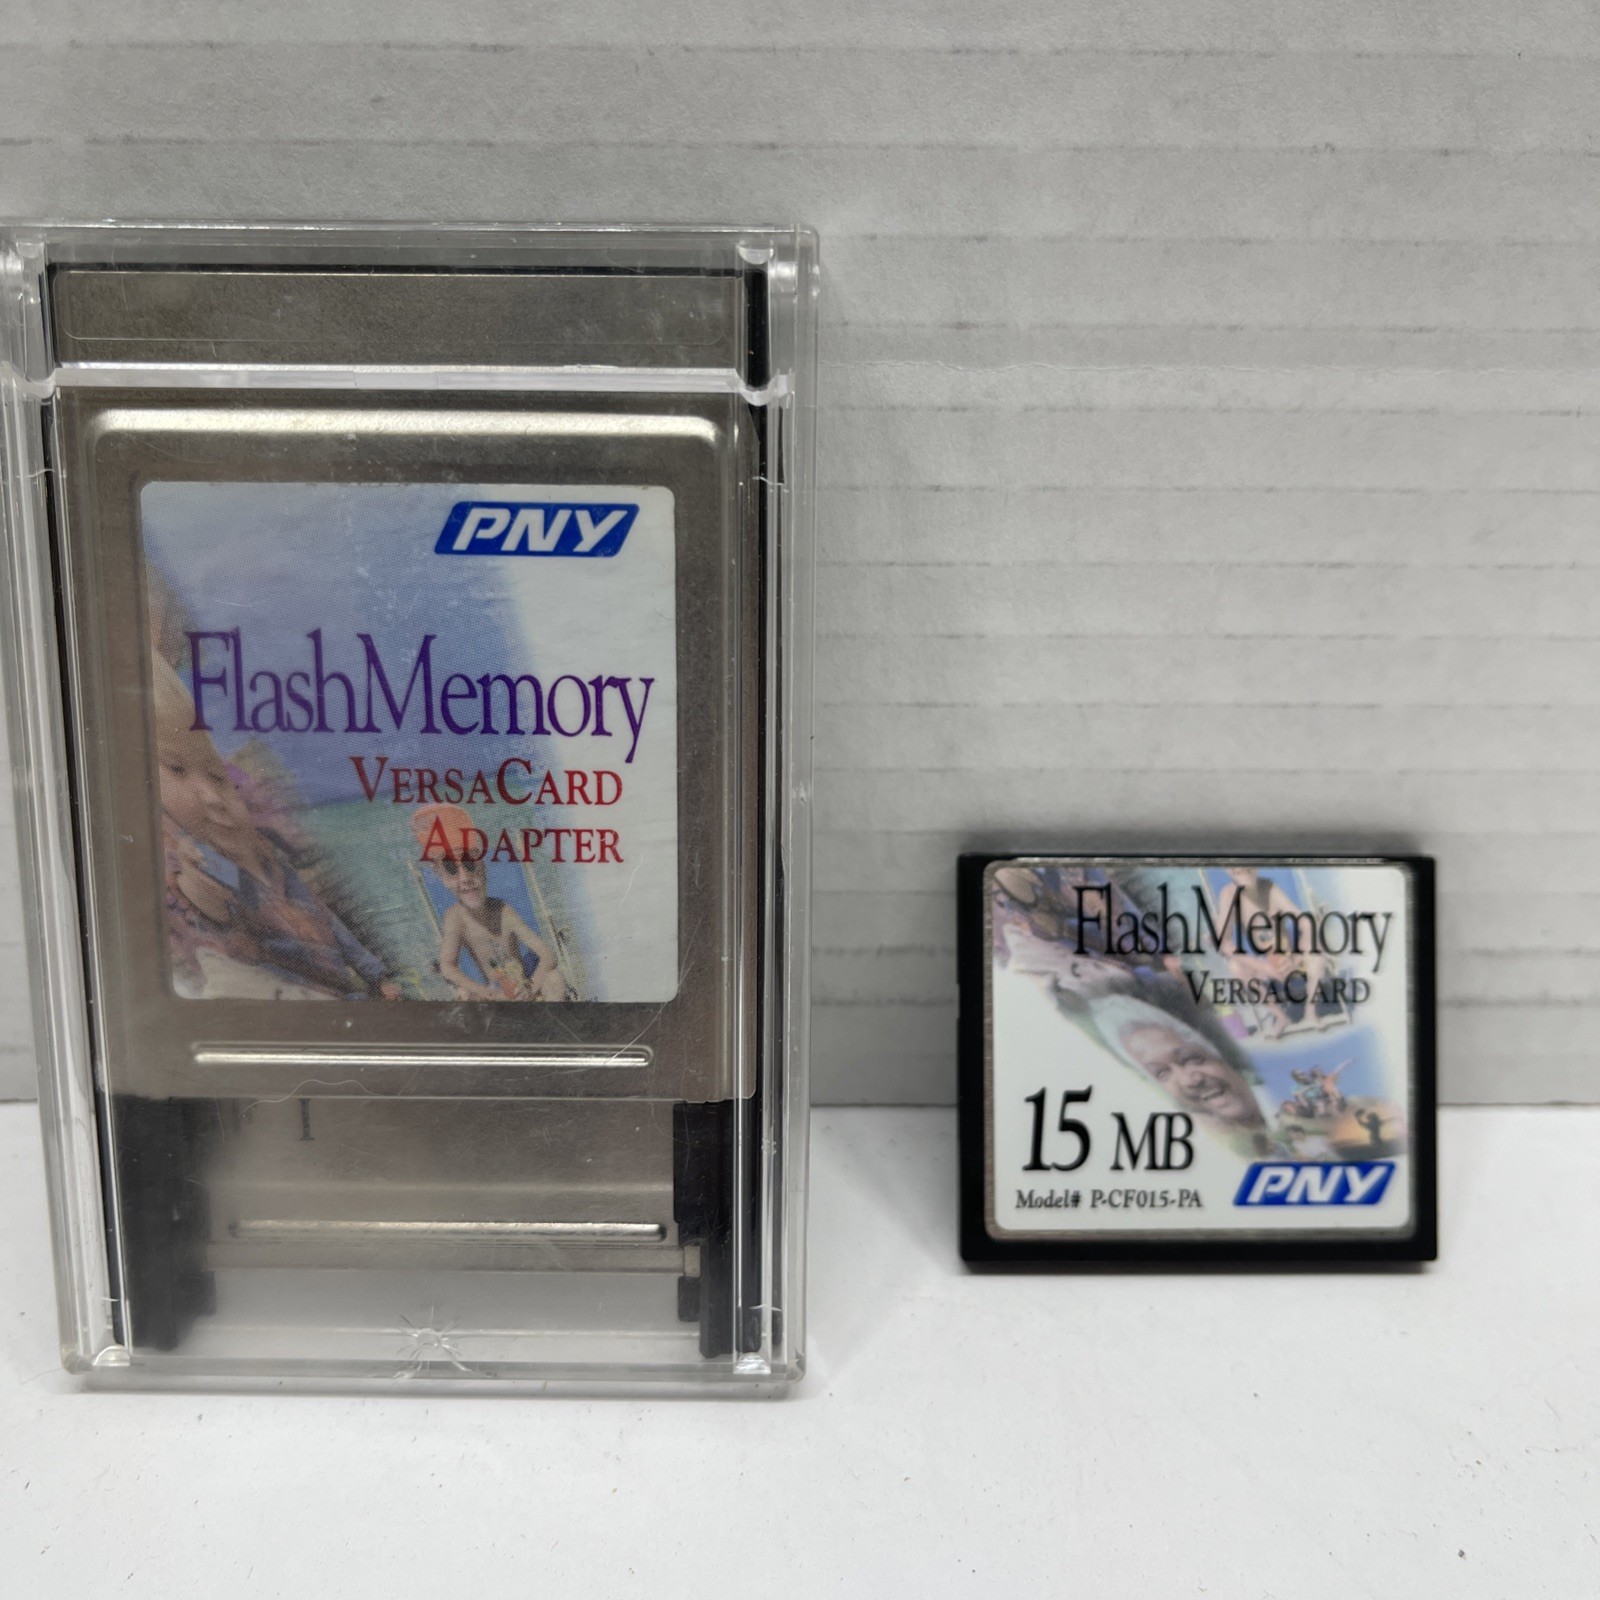 PNY
FlashMemory
VERSACARD
ADAPTER
FlashMemory
VERSACARD
15 MB
Model# P-CF015-PA
PNY